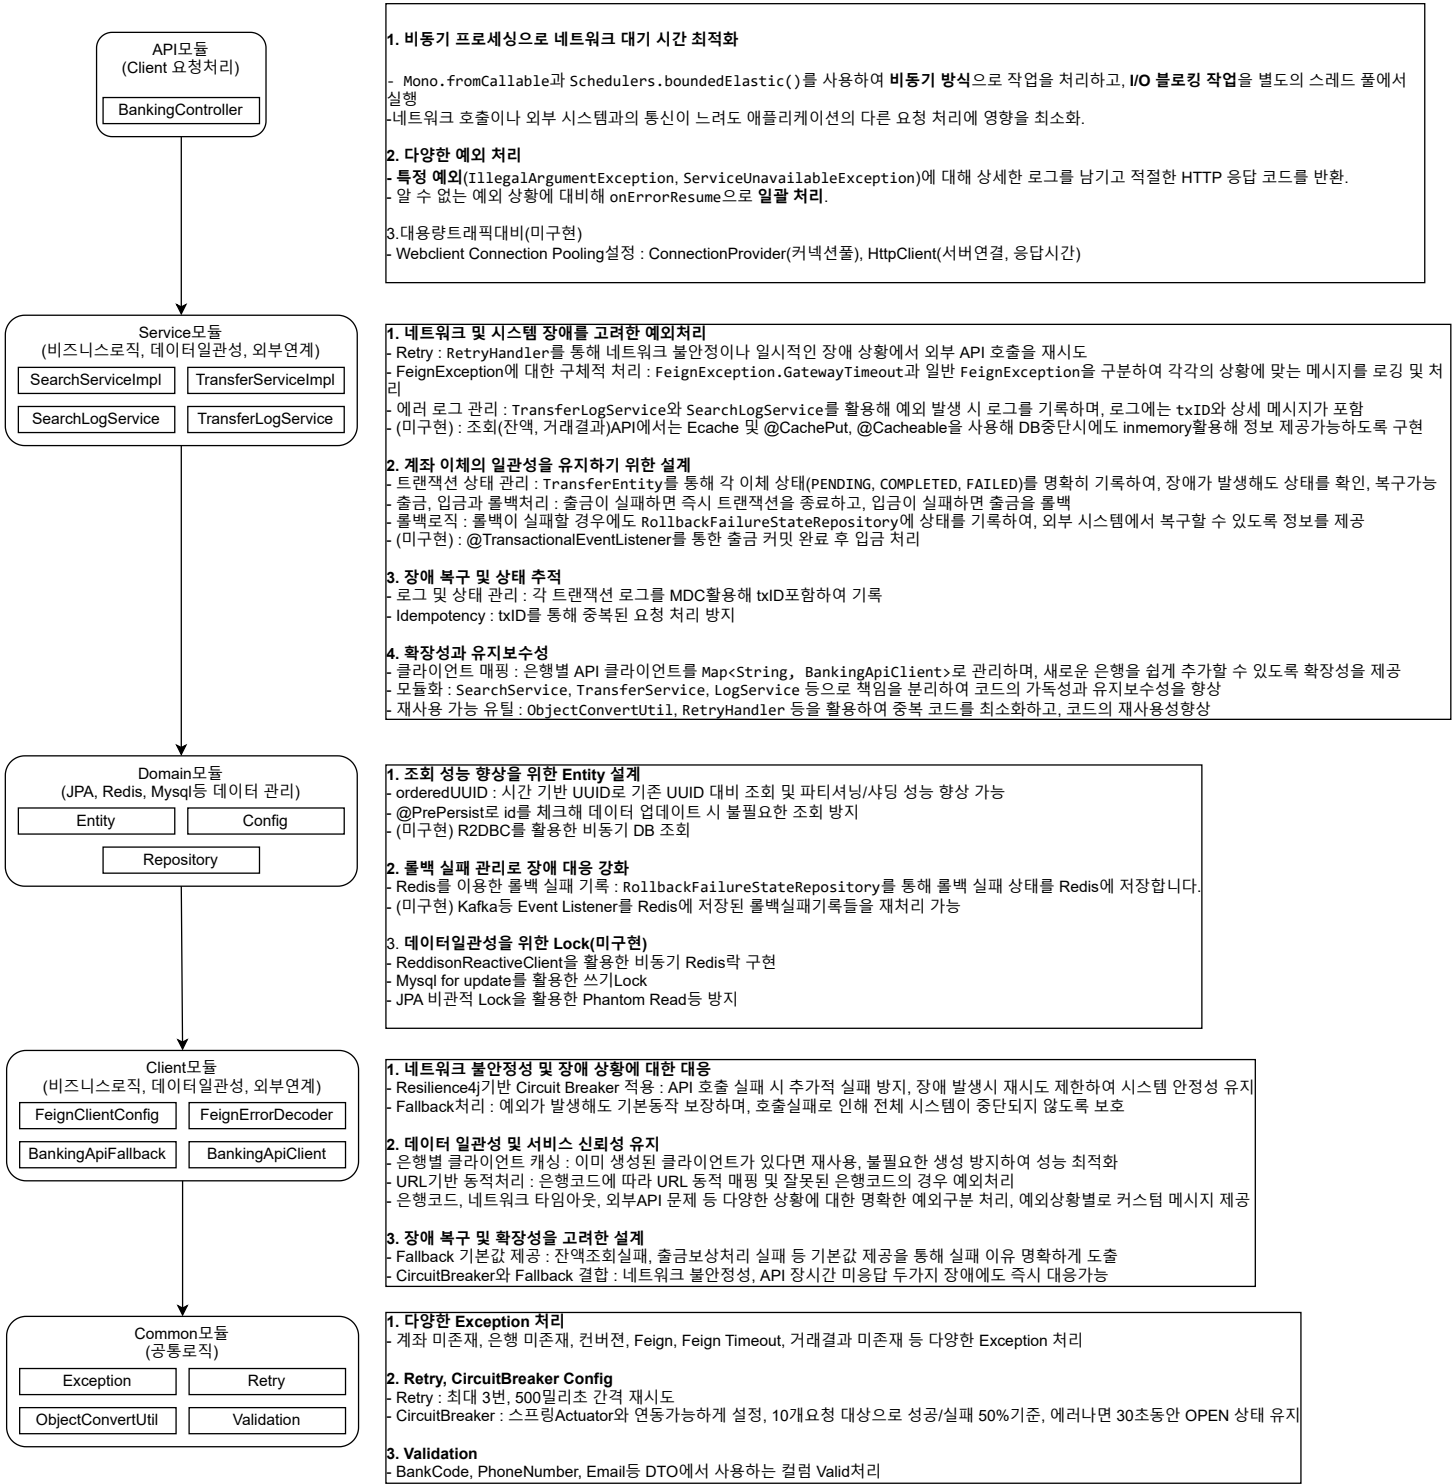 API모듈
(Client 요청처리)
BankingController
1. 비동기 프로세싱으로 네트워크 대기 시간 최적화
- Mono.fromCallable과 Schedulers.boundedElastic()를 사용하여 비동기 방식으로 작업을 처리하고, I/O 블로킹 작업을 별도의 스레드 풀에서
실행
-네트워크 호출이나 외부 시스템과의 통신이 느려도 애플리케이션의 다른 요청 처리에 영향을 최소화.
2. 다양한 예외 처리
- 특정 예외(IllegalArgumentException, ServiceUnavailableException)에 대해 상세한 로그를 남기고 적절한 HTTP 응답 코드를 반환.
- 알 수 없는 예외 상황에 대비해 onErrorResume으로 일괄 처리.
3.대용량트래픽대비(미구현)
- Webclient Connection Pooling설정 : ConnectionProvider(커넥션풀), HttpClient(서버연결, 응답시간)
Service모듈
(비즈니스로직, 데이터일관성, 외부연계)
SearchServiceImpl
TransferServiceImpl
SearchLogService
TransferLogService
1. 네트워크 및 시스템 장애를 고려한 예외처리
- Retry : RetryHandler를 통해 네트워크 불안정이나 일시적인 장애 상황에서 외부 API 호출을 재시도
- FeignException에 대한 구체적 처리 : FeignException.GatewayTimeout과 일반 FeignException을 구분하여 각각의 상황에 맞는 메시지를 로깅 및 처
리
- 에러 로그 관리 : TransferLogService와 SearchLogService를 활용해 예외 발생 시 로그를 기록하며, 로그에는 txID와 상세 메시지가 포함
- (미구현) : 조회(잔액, 거래결과)API에서는 Ecache 및 @CachePut, @Cacheable을 사용해 DB중단시에도 inmemory활용해 정보 제공가능하도록 구현
2. 계좌 이체의 일관성을 유지하기 위한 설계
- 트랜잭션 상태 관리 : TransferEntity를 통해 각 이체 상태(PENDING, COMPLETED, FAILED)를 명확히 기록하여, 장애가 발생해도 상태를 확인, 복구가능
- 출금, 입금과 롤백처리 : 출금이 실패하면 즉시 트랜잭션을 종료하고, 입금이 실패하면 출금을 롤백
- 롤백로직 : 롤백이 실패할 경우에도 RollbackFailureStateRepository에 상태를 기록하여, 외부 시스템에서 복구할 수 있도록 정보를 제공
- (미구현) : @TransactionalEventListener를 통한 출금 커밋 완료 후 입금 처리
3. 장애 복구 및 상태 추적
- 로그 및 상태 관리 : 각 트랜잭션 로그를 MDC활용해 txID포함하여 기록
- Idempotency : txID를 통해 중복된 요청 처리 방지
4. 확장성과 유지보수성
- 클라이언트 매핑 : 은행별 API 클라이언트를 Map<String, BankingApiClient>로 관리하며, 새로운 은행을 쉽게 추가할 수 있도록 확장성을 제공
- 모듈화 : SearchService, TransferService, LogService 등으로 책임을 분리하여 코드의 가독성과 유지보수성을 향상
- 재사용 가능 유틸 : ObjectConvertUtil, RetryHandler 등을 활용하여 중복 코드를 최소화하고, 코드의 재사용성향상
Domain모듈
(JPA, Redis, Mysql등 데이터 관리)
Entity
Config
Repository
1. 조회 성능 향상을 위한 Entity 설계
- orderedUUID : 시간 기반 UUID로 기존 UUID 대비 조회 및 파티셔닝/샤딩 성능 향상 가능
- @PrePersist로 id를 체크해 데이터 업데이트 시 불필요한 조회 방지
- (미구현) R2DBC를 활용한 비동기 DB 조회
2. 롤백 실패 관리로 장애 대응 강화
- Redis를 이용한 롤백 실패 기록 : RollbackFailureStateRepository를 통해 롤백 실패 상태를 Redis에 저장합니다.
- (미구현) Kafka등 Event Listener를 Redis에 저장된 롤백실패기록들을 재처리 가능
3. 데이터일관성을 위한 Lock(미구현)
- ReddisonReactiveClient을 활용한 비동기 Redis락 구현
- Mysql for update를 활용한 쓰기Lock
- JPA 비관적 Lock을 활용한 Phantom Read등 방지
Client모듈
(비즈니스로직, 데이터일관성, 외부연계)
FeignClientConfig
FeignErrorDecoder
BankingApiFallback
BankingApiClient
1. 네트워크 불안정성 및 장애 상황에 대한 대응
- Resilience4j기반 Circuit Breaker 적용 : API 호출 실패 시 추가적 실패 방지, 장애 발생시 재시도 제한하여 시스템 안정성 유지
- Fallback처리 : 예외가 발생해도 기본동작 보장하며, 호출실패로 인해 전체 시스템이 중단되지 않도록 보호
2. 데이터 일관성 및 서비스 신뢰성 유지
- 은행별 클라이언트 캐싱 : 이미 생성된 클라이언트가 있다면 재사용, 불필요한 생성 방지하여 성능 최적화
- URL기반 동적처리 : 은행코드에 따라 URL 동적 매핑 및 잘못된 은행코드의 경우 예외처리
- 은행코드, 네트워크 타임아웃, 외부API 문제 등 다양한 상황에 대한 명확한 예외구분 처리, 예외상황별로 커스텀 메시지 제공
3. 장애 복구 및 확장성을 고려한 설계
- Fallback 기본값 제공 : 잔액조회실패, 출금보상처리 실패 등 기본값 제공을 통해 실패 이유 명확하게 도출
- CircuitBreaker와 Fallback 결합 : 네트워크 불안정성, API 장시간 미응답 두가지 장애에도 즉시 대응가능
Common모듈
(공통로직)
Exception
Retry
ObjectConvertUtil
Validation
1. 다양한 Exception 처리
- 계좌 미존재, 은행 미존재, 컨버젼, Feign, Feign Timeout, 거래결과 미존재 등 다양한 Exception 처리
2. Retry, CircuitBreaker Config
- Retry : 최대 3번, 500밀리초 간격 재시도
- CircuitBreaker : 스프링Actuator와 연동가능하게 설정, 10개요청 대상으로 성공/실패 50%기준, 에러나면 30초동안 OPEN 상태 유지
3. Validation
- BankCode, PhoneNumber, Email등 DTO에서 사용하는 컬럼 Valid처리